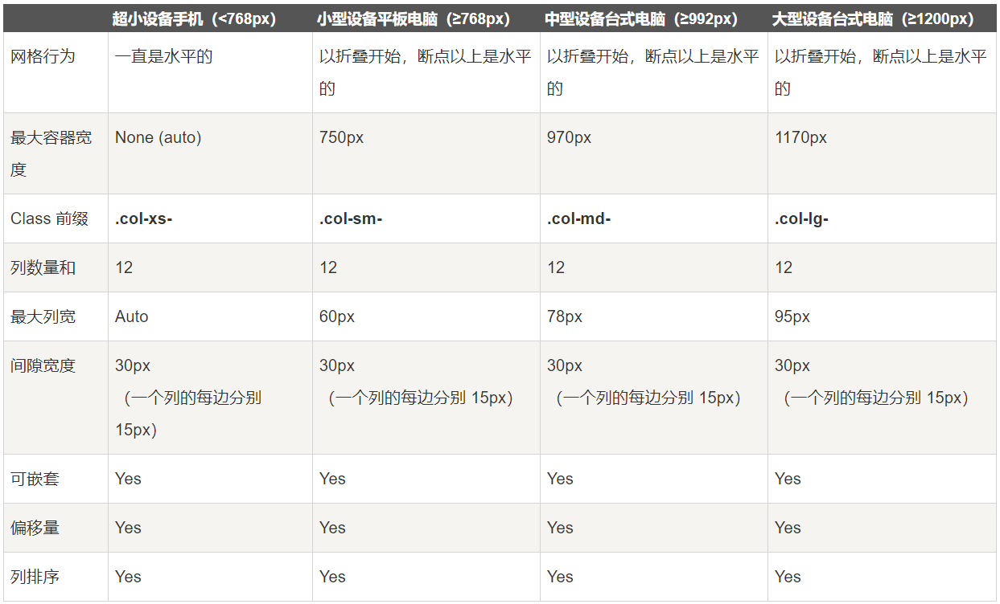 超小设备手机（<768px） 小型设备平板电脑（≥768px） 中型设备台式电脑（≥992px） 大型设备台式电脑（≥1200px）
网格行为 一直是水平的 以折叠开始，断点以上是水平 以折叠开始，断点以上是水平 以折叠开始，断点以上是水平
的 的 的
最大容器宽 None (auto) 750px 970px 1170px
度
Class 前缀 .col-xs- .col-sm- .col-md- .col-lg-
列数量和 12 12 12 12
最大列宽 Auto 60px 78px 95px
间隙宽度 30px 30px 30px 30px
（一个列的每边分别 （一个列的每边分别 15px） （一个列的每边分别 15px） （一个列的每边分别 15px）
15px）
可嵌套 Yes Yes Yes Yes
偏移量 Yes Yes Yes Yes
列排序 Yes Yes Yes Yes